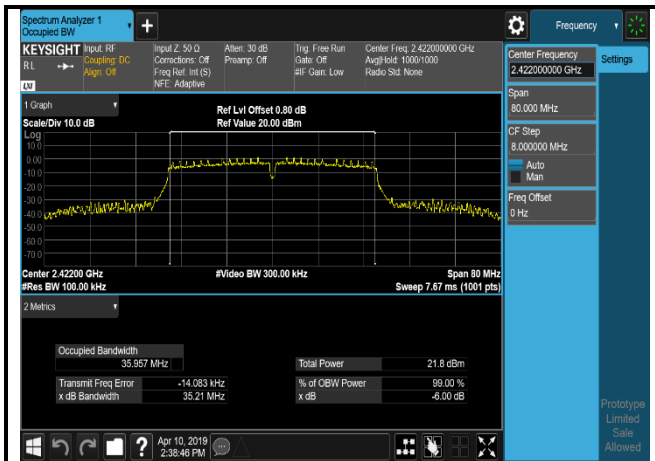 Spectrum Analyzer 1
Occupied BW
+
Frequency
KEYSIGHT Input: RF Input Z: 50 Ω Atten: 30 dB Trig: Free Run Center Freq: 2.422000000 GHz
RL Coupling: DC Corrections: Off Preamp: Off Gate: Off Avg|Hold: 1000/1000
Align: Off Freq Ref: Int (S) #IF Gain: Low Radio Std: None
LXI NFE: Adaptive
Center Frequency
2.422000000 GHz
Settings
Span
80.000 MHz
CF Step
8.000000 MHz
Auto
Man
Freq Offset
0 Hz
1 Graph
Ref Lvl Offset 0.80 dB
Scale/Div 10.0 dB Ref Value 20.00 dBm
Log
10.0
0.00
-10.0
-20.0
-30.0
-40.0
-50.0
-60.0
-70.0
Center 2.42200 GHz #Video BW 300.00 kHz Span 80 MHz
#Res BW 100.00 kHz Sweep 7.67 ms (1001 pts)
2 Metrics
Occupied Bandwidth
35.957 MHz Total Power 21.8 dBm
Transmit Freq Error -14.083 kHz % of OBW Power 99.00 %
x dB Bandwidth 35.21 MHz x dB -6.00 dB
Prototype
Limited
Sale
Allowed
? Apr 10, 2019
2:38:46 PM